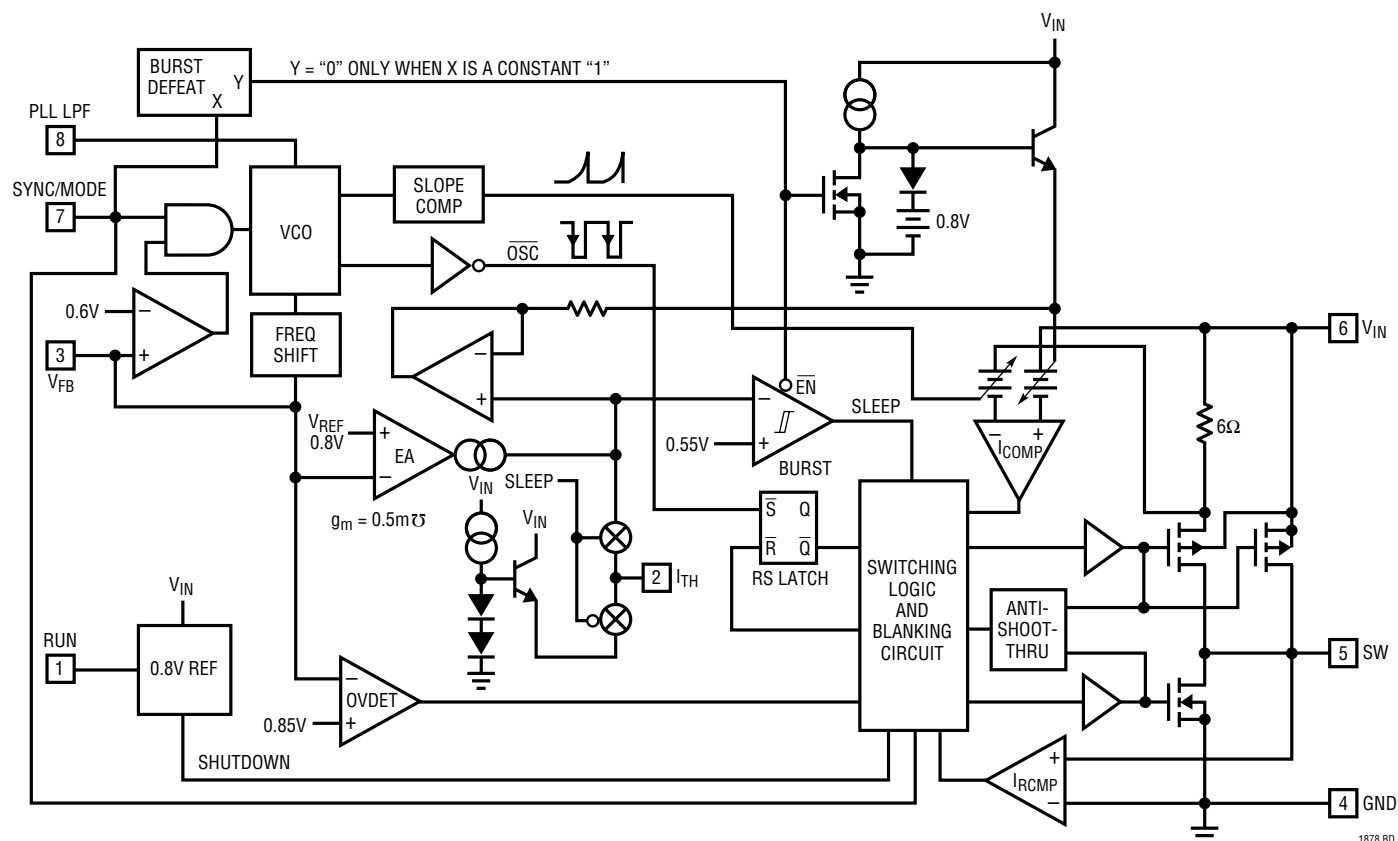 V_IN
BURST
DEFEAT
Y
X
Y = “0” ONLY WHEN X IS A CONSTANT “1”
PLL LPF
8
SYNC/MODE
7
VCO
SLOPE
COMP
0.8V
O̅S̅C̅
0.6V
−
+
3
V_FB
FREQ
SHIFT
−
+
6
V_IN
V_REF
0.8V
+
EA
−
g_m = 0.5m℧
−
E̅N̅
SLEEP
0.55V
+
BURST
−
+
I_COMP
6Ω
V_IN
SLEEP
V_IN
S̅
Q
R̅
Q̅
RS LATCH
2
I_TH
SWITCHING
LOGIC
AND
BLANKING
CIRCUIT
ANTI-
SHOOT-
THRU
V_IN
RUN
1
0.8V REF
5
SW
−
OVDET
0.85V
+
SHUTDOWN
+
I_RCMP
−
4
GND
1878 BD